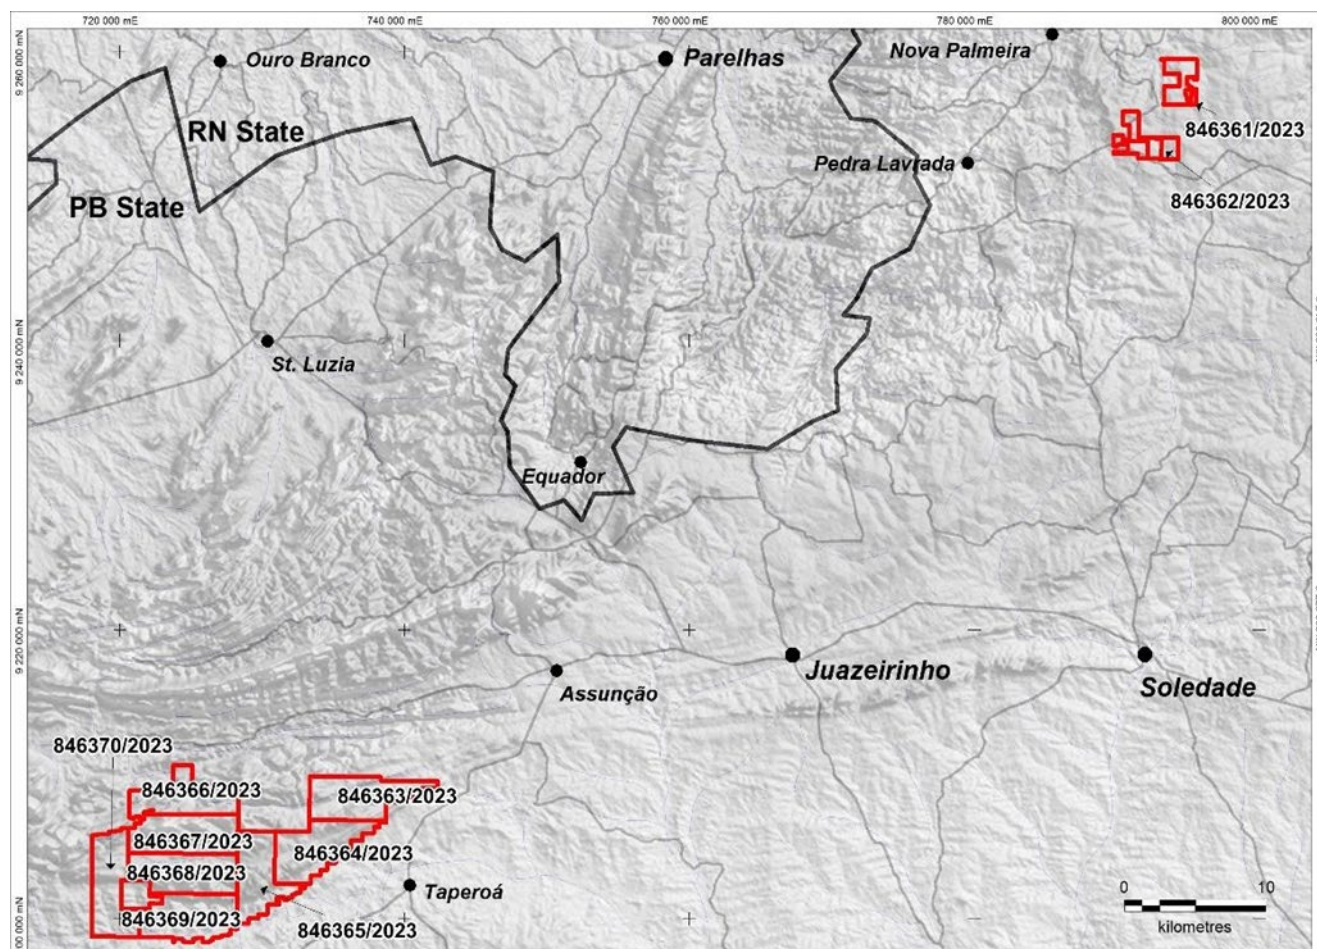 720 000 mE
740 000 mE
760 000 mE
780 000 mE
800 000 mE
9 260 000 mN
9 240 000 mN
9 220 000 mN
00 000 mN
Ouro Branco
Parelhas
Nova Palmeira
RN State
PB State
846361/2023
Pedra Lavrada
846362/2023
St. Luzia
Equador
Juazeirinho
Soledade
Assunção
846370/2023
846366/2023
846363/2023
846367/2023
846364/2023
846368/2023
Taperoá
846369/2023
846365/2023
0 10
kilometres